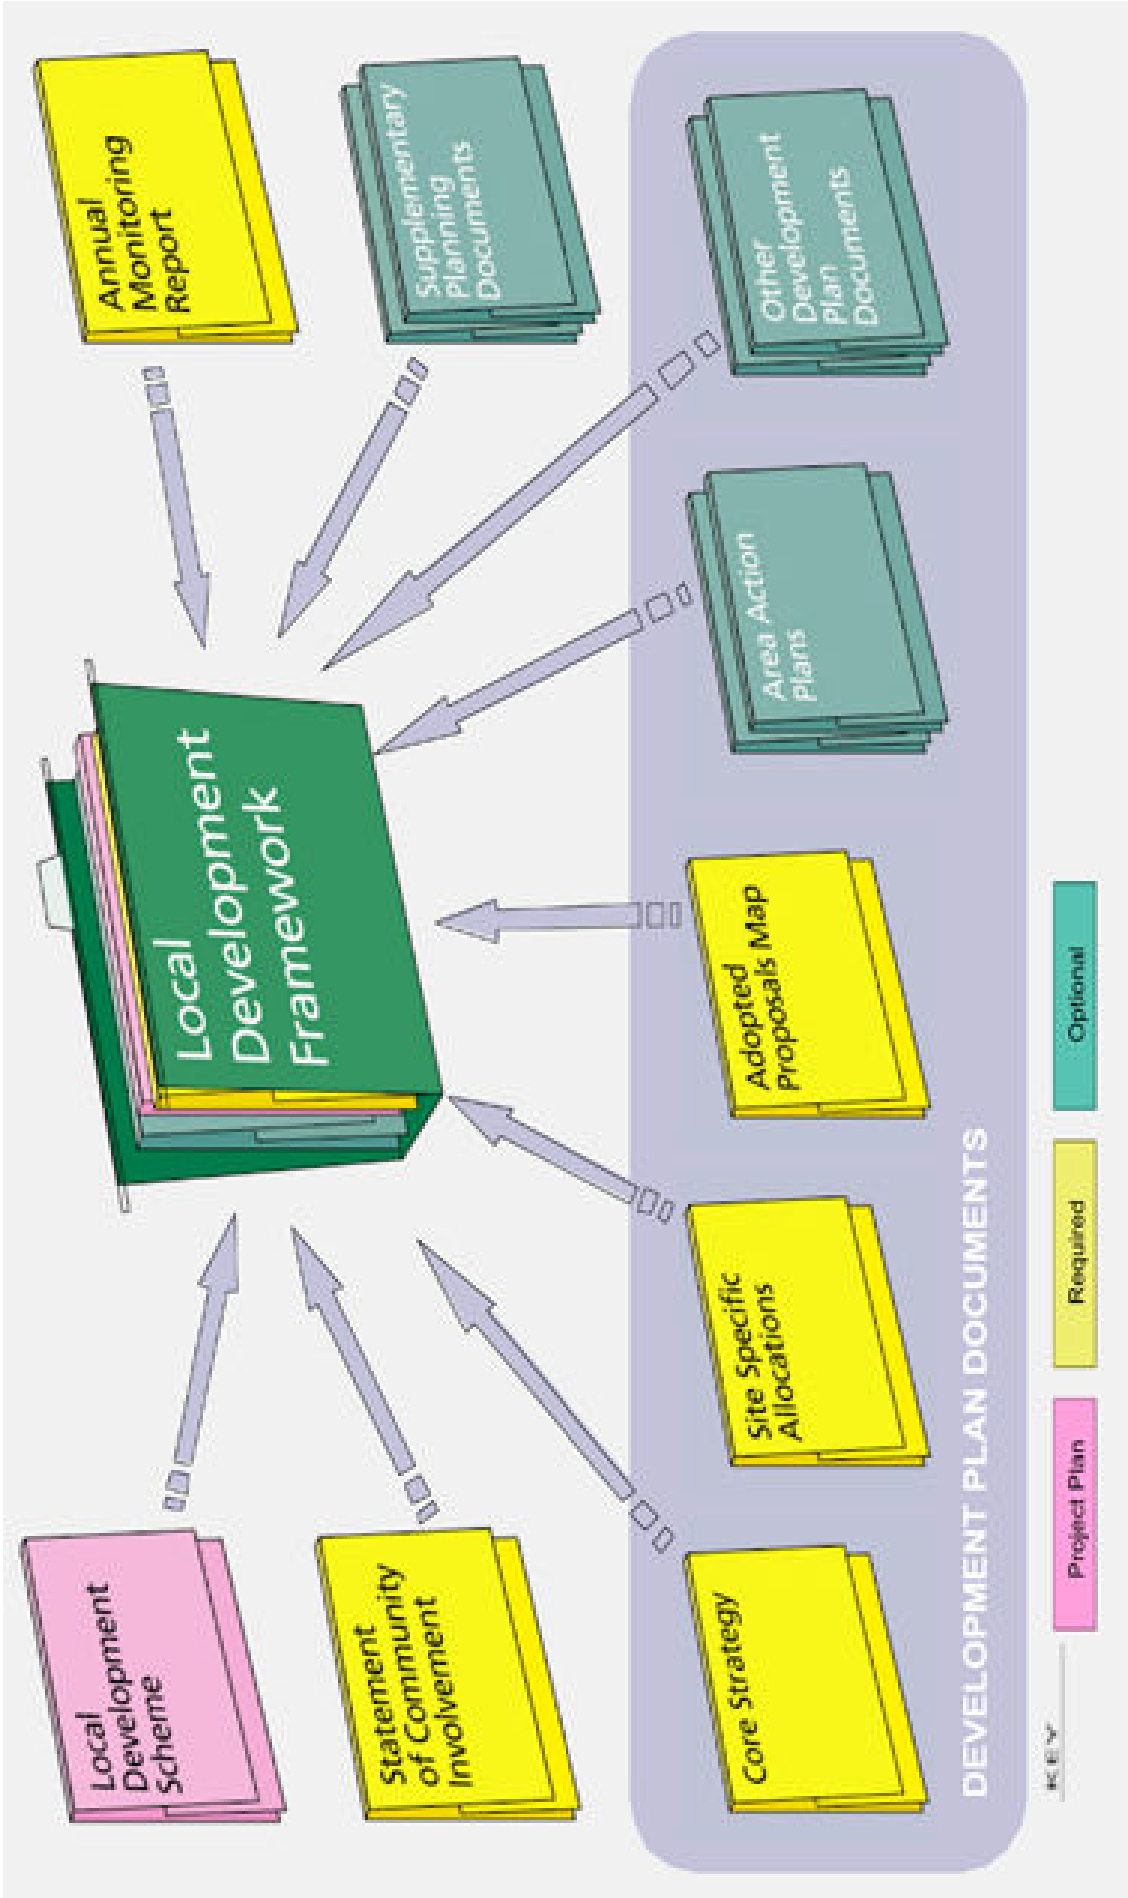 Local
Development
Scheme
Statement
of Community
Involvement
Local
Development
Framework
Annual
Monitoring
Report
Supplementary
Planning
Documents
Core Strategy
Site Specific
Allocations
Adopted
Proposals Map
Area Action
Plans
Other
Development
Plan
Documents
DEVELOPMENT PLAN DOCUMENTS
KEY
Project Plan
Required
Optional